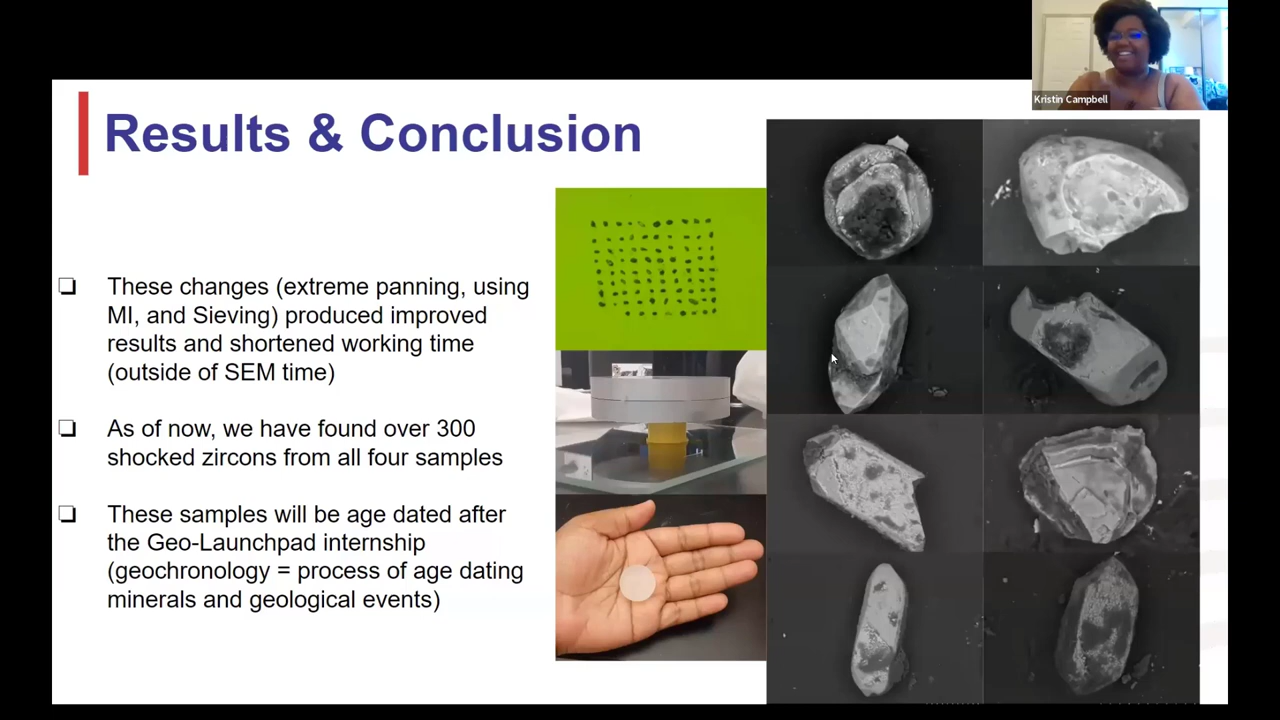 Kristin Campbell
Results & Conclusion
❏ These changes (extreme panning, using
MI, and Sieving) produced improved
results and shortened working time
(outside of SEM time)
❏ As of now, we have found over 300
shocked zircons from all four samples
❏ These samples will be age dated after
the Geo-Launchpad internship
(geochronology = process of age dating
minerals and geological events)